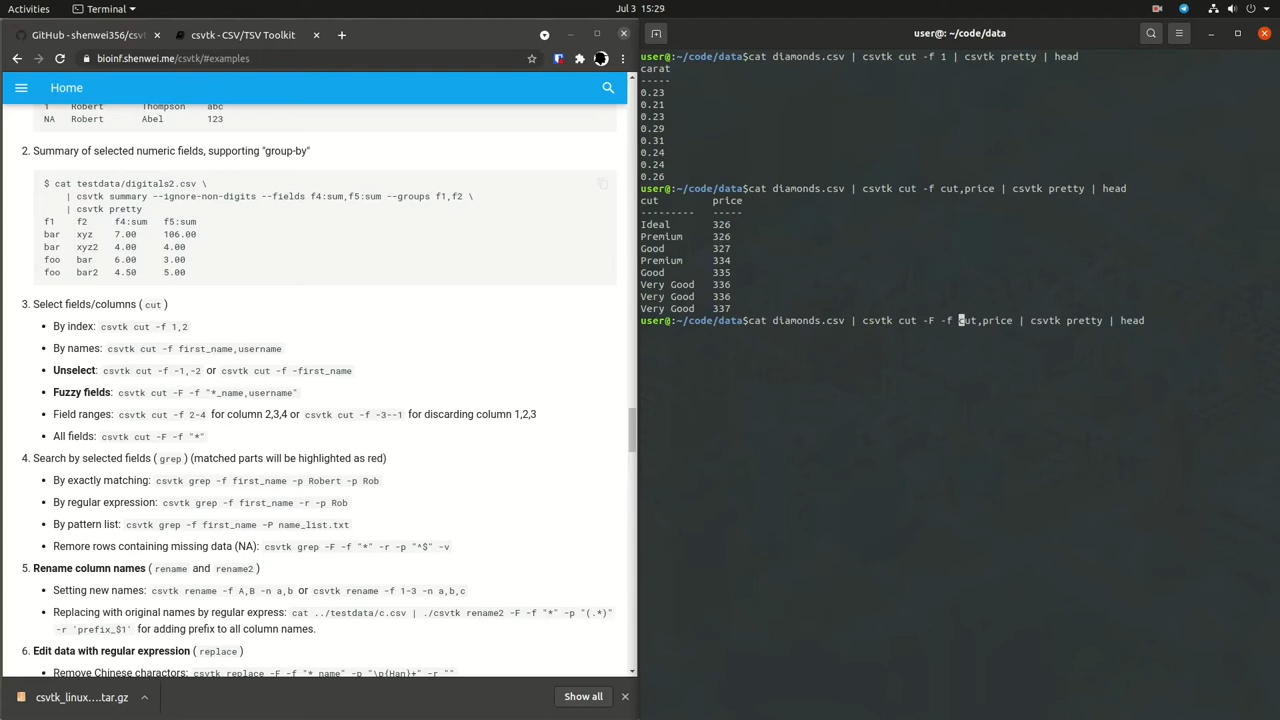 Activities
Terminal
Jul 3 15:29
GitHub - shenwei356/csv
csvtk - CSV/TSV Toolkit
bioinf.shenwei.me/csvtk/#examples
Home
1 Robert Thompson abc
NA Robert Abel 123
2. Summary of selected numeric fields, supporting "group-by"
$ cat testdata/digitals2.csv \
| csvtk summary --ignore-non-digits --fields f4:sum,f5:sum --groups f1,f2 \
| csvtk pretty
f1 f2 f4:sum f5:sum
bar xyz 7.00 106.00
bar xyz2 4.00 4.00
foo bar 6.00 3.00
foo bar2 4.50 5.00
3. Select fields/columns ( cut )
• By index: csvtk cut -f 1,2
• By names: csvtk cut -f first_name,username
• Unselect: csvtk cut -f -1,-2 or csvtk cut -f -first_name
• Fuzzy fields: csvtk cut -F -f "*_name,username"
• Field ranges: csvtk cut -f 2-4 for column 2,3,4 or csvtk cut -f -3--1 for discarding column 1,2,3
• All fields: csvtk cut -F -f "*"
4. Search by selected fields ( grep ) (matched parts will be highlighted as red)
• By exactly matching: csvtk grep -f first_name -p Robert -p Rob
• By regular expression: csvtk grep -f first_name -r -p Rob
• By pattern list: csvtk grep -f first_name -P name_list.txt
• Remore rows containing missing data (NA): csvtk grep -F -f "*" -r -p "^$" -v
5. Rename column names ( rename and rename2 )
• Setting new names: csvtk rename -f A,B -n a,b or csvtk rename -f 1-3 -n a,b,c
• Replacing with original names by regular express: cat ../testdata/c.csv | ./csvtk rename2 -F -f "*" -p "(.*)"
-r 'prefix_$1' for adding prefix to all column names.
6. Edit data with regular expression ( replace )
• Remove Chinese charactors: csvtk replace -F -f "*_name" -p "\p{Han}+" -r ""
csvtk_linux....tar.gz
Show all
user@: ~/code/data
user@:~/code/data$cat diamonds.csv | csvtk cut -f 1 | csvtk pretty | head
carat
-----
0.23
0.21
0.23
0.29
0.31
0.24
0.24
0.26
user@:~/code/data$cat diamonds.csv | csvtk cut -f cut,price | csvtk pretty | head
cut price
--------- -----
Ideal 326
Premium 326
Good 327
Premium 334
Good 335
Very Good 336
Very Good 336
Very Good 337
user@:~/code/data$cat diamonds.csv | csvtk cut -F -f cut,price | csvtk pretty | head